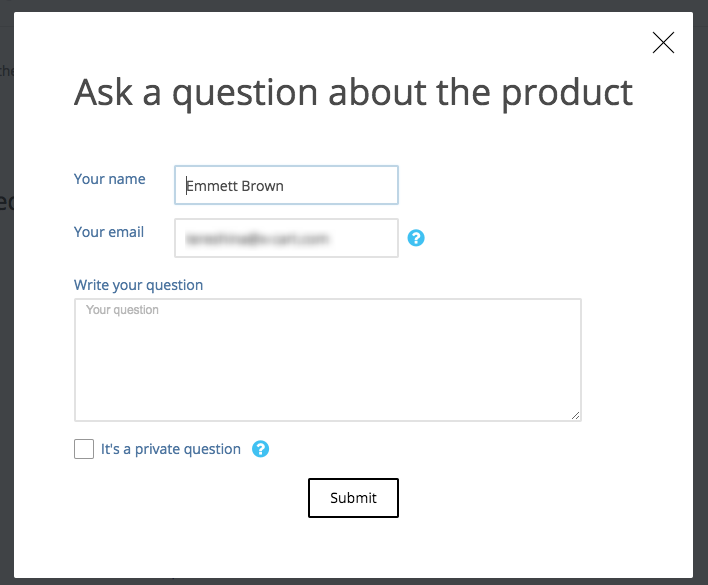 Ask a question about the product
Your name
Emmett Brown
Your email
?
Write your question
Your question
It's a private question ?
Submit